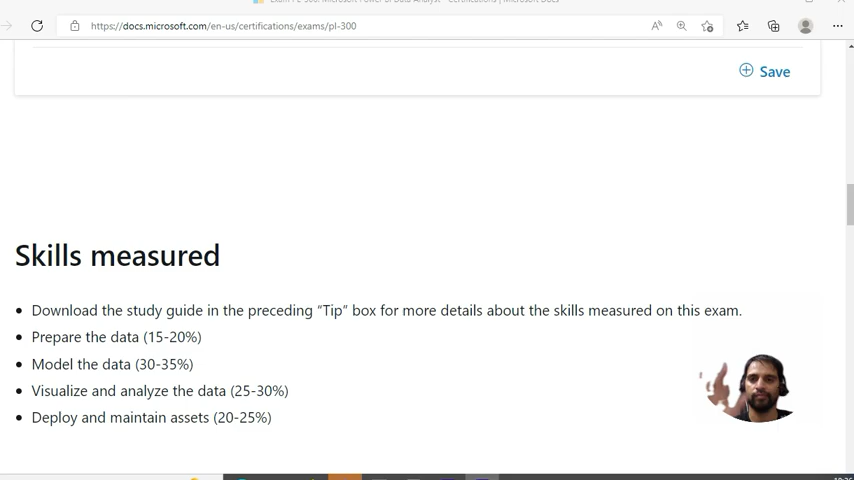 https://docs.microsoft.com/en-us/certifications/exams/pl-300
Save
Skills measured
• Download the study guide in the preceding “Tip” box for more details about the skills measured on this exam.
• Prepare the data (15-20%)
• Model the data (30-35%)
• Visualize and analyze the data (25-30%)
• Deploy and maintain assets (20-25%)